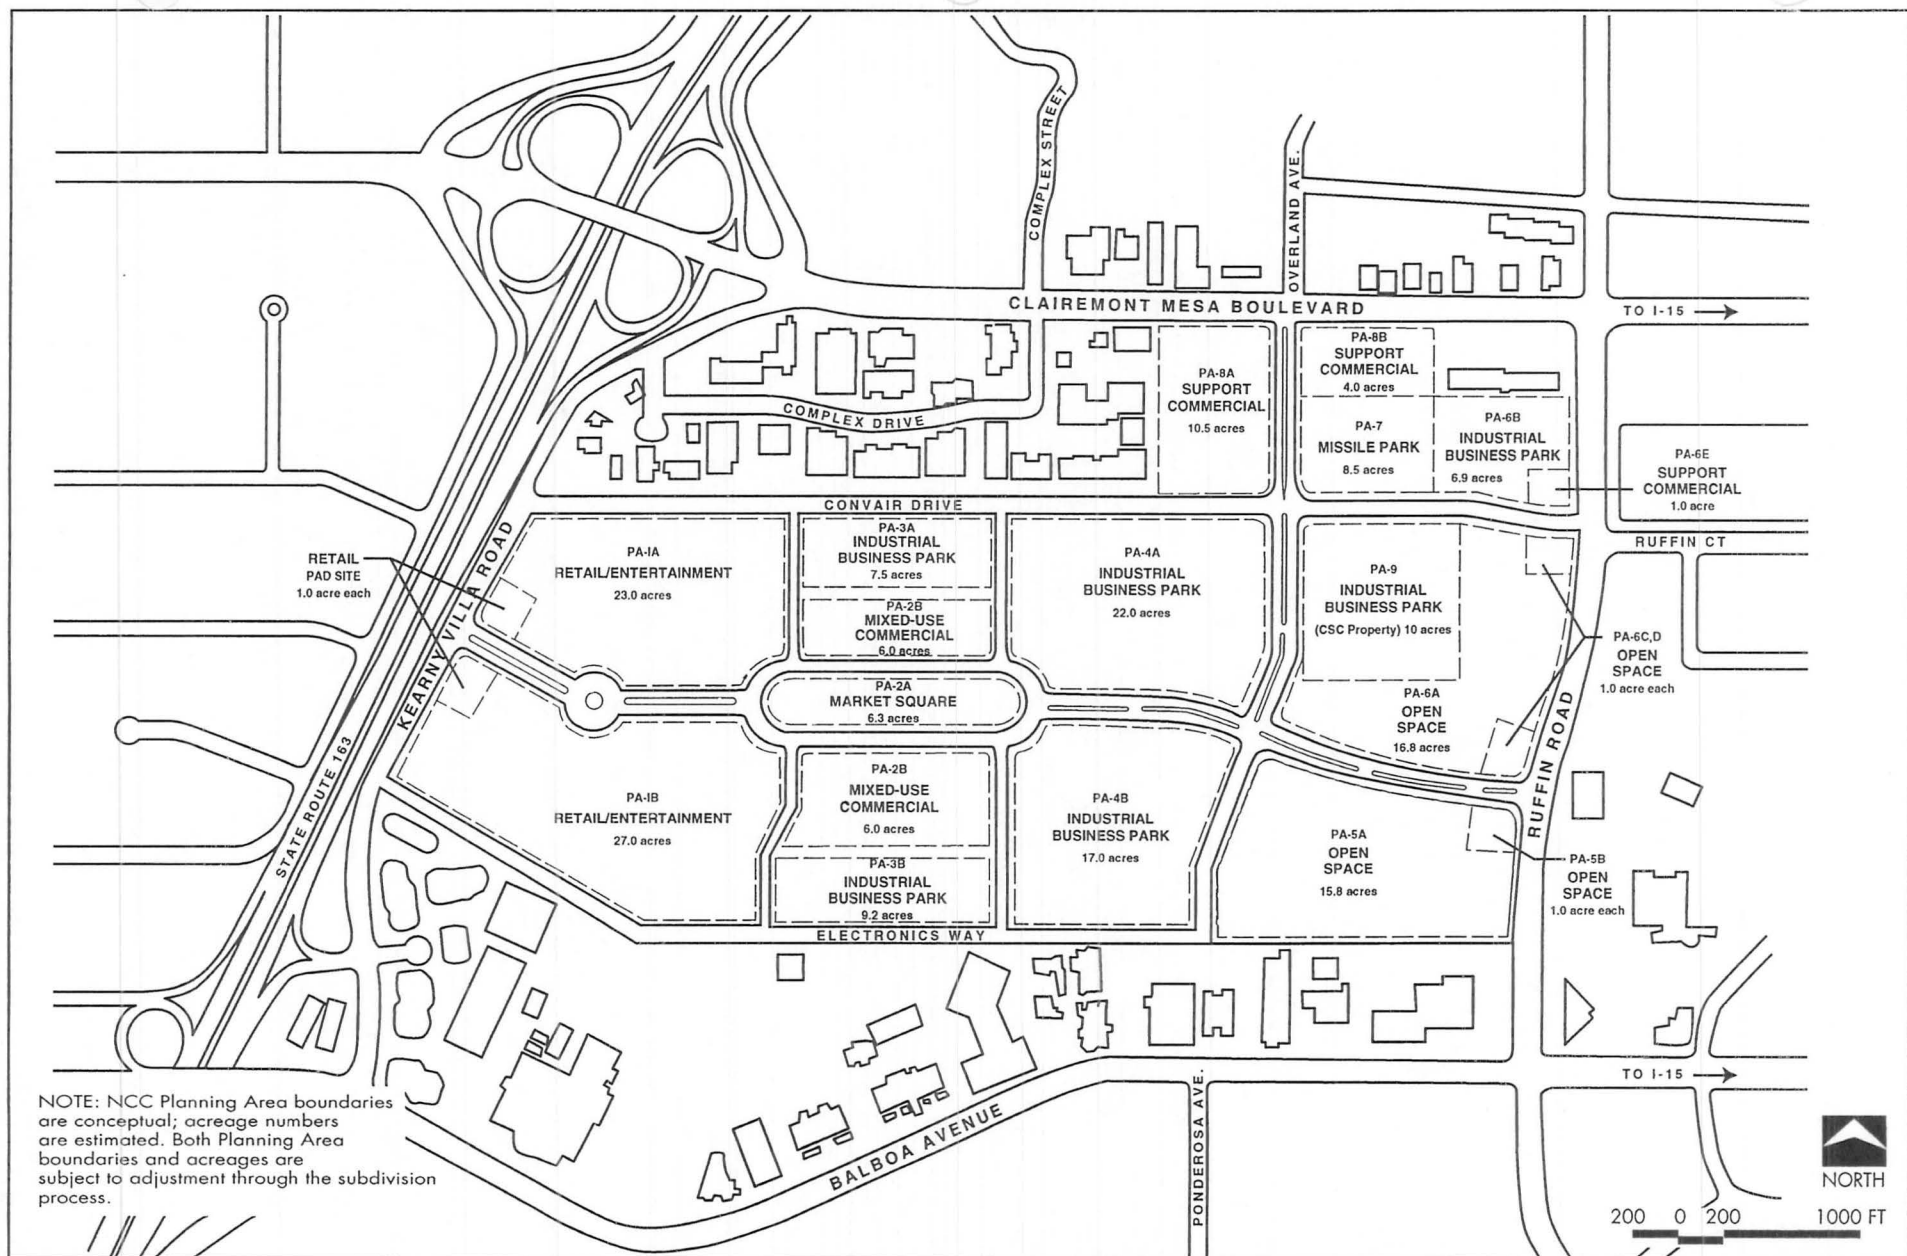 COMPLEX STREET
OVERLAND AVE.
CLAIREMONT MESA BOULEVARD
TO I-15
COMPLEX DRIVE
PA-8A
SUPPORT
COMMERCIAL
10.5 acres
PA-8B
SUPPORT
COMMERCIAL
4.0 acres
PA-7
MISSILE PARK
8.5 acres
PA-6B
INDUSTRIAL
BUSINESS PARK
6.9 acres
PA-6E
SUPPORT
COMMERCIAL
1.0 acre
CONVAIR DRIVE
RUFFIN CT
RETAIL
PAD SITE
1.0 acre each
KEARNY VILLA ROAD
STATE ROUTE 163
PA-IA
RETAIL/ENTERTAINMENT
23.0 acres
PA-3A
INDUSTRIAL
BUSINESS PARK
7.5 acres
PA-2B
MIXED-USE
COMMERCIAL
6.0 acres
PA-4A
INDUSTRIAL
BUSINESS PARK
22.0 acres
PA-9
INDUSTRIAL
BUSINESS PARK
(CSC Property) 10 acres
PA-6C,D
OPEN
SPACE
1.0 acre each
PA-2A
MARKET SQUARE
6.3 acres
PA-6A
OPEN
SPACE
16.8 acres
RUFFIN ROAD
PA-IB
RETAIL/ENTERTAINMENT
27.0 acres
PA-2B
MIXED-USE
COMMERCIAL
6.0 acres
PA-3B
INDUSTRIAL
BUSINESS PARK
9.2 acres
PA-4B
INDUSTRIAL
BUSINESS PARK
17.0 acres
PA-5A
OPEN
SPACE
15.8 acres
PA-5B
OPEN
SPACE
1.0 acre each
ELECTRONICS WAY
TO I-15
BALBOA AVENUE
PONDEROSA AVE.
NOTE: NCC Planning Area boundaries
are conceptual; acreage numbers
are estimated. Both Planning Area
boundaries and acreages are
subject to adjustment through the subdivision
process.
NORTH
200 0 200 1000 FT